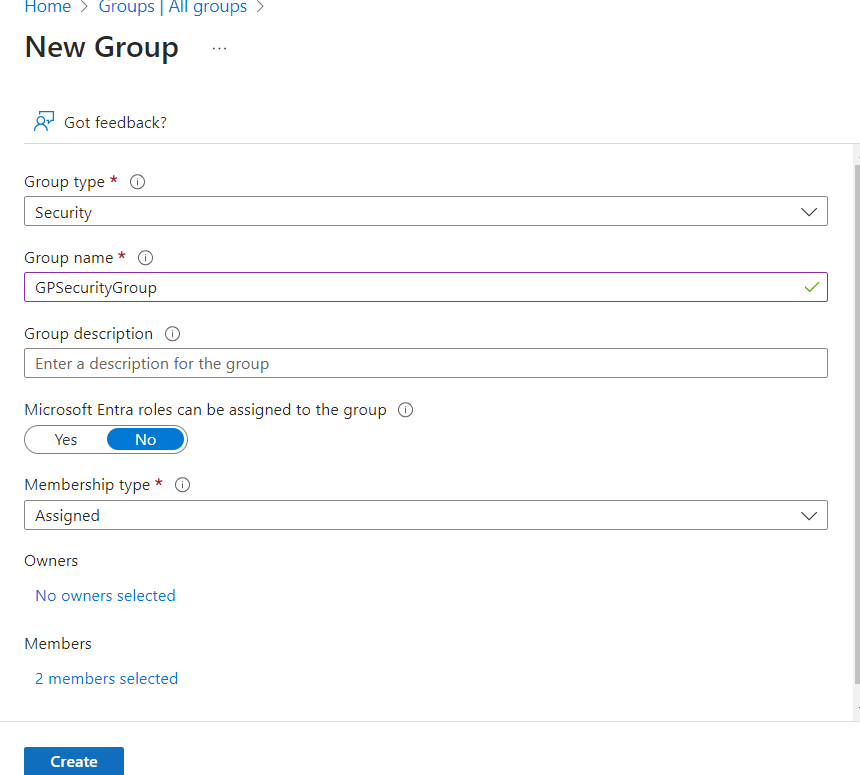 Home > Groups | All groups >
New Group ...
Got feedback?
Group type *
Security
Group name *
GPSecurityGroup
Group description
Enter a description for the group
Microsoft Entra roles can be assigned to the group
Yes No
Membership type *
Assigned
Owners
No owners selected
Members
2 members selected
Create